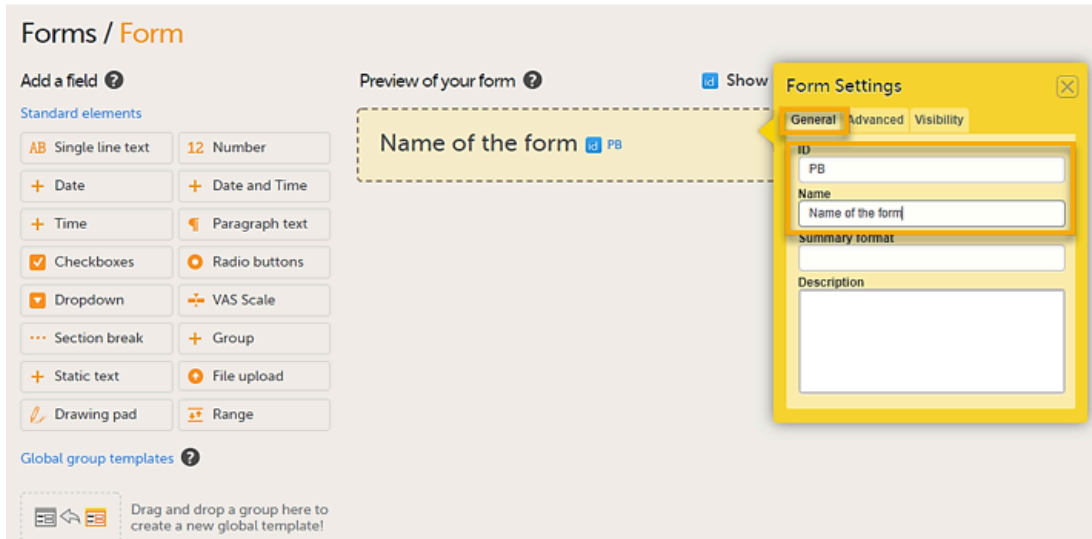 Forms / Form
Add a field ?
Standard elements
AB Single line text
12 Number
Date
Date and Time
Time
Paragraph text
Checkboxes
Radio buttons
Dropdown
VAS Scale
Section break
Group
Static text
File upload
Drawing pad
Range
Global group templates ?
Drag and drop a group here to
create a new global template!
Preview of your form ?
id Show
Name of the form id PB
Form Settings
General Advanced Visibility
ID
PB
Name
Name of the form
Summary format
Description